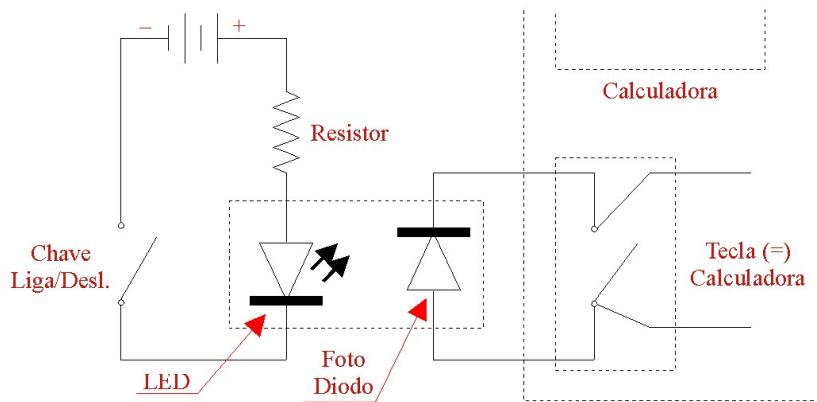 − +
Calculadora
Resistor
Chave
Liga/Desl.
Tecla (=)
Calculadora
LED
Foto
Diodo